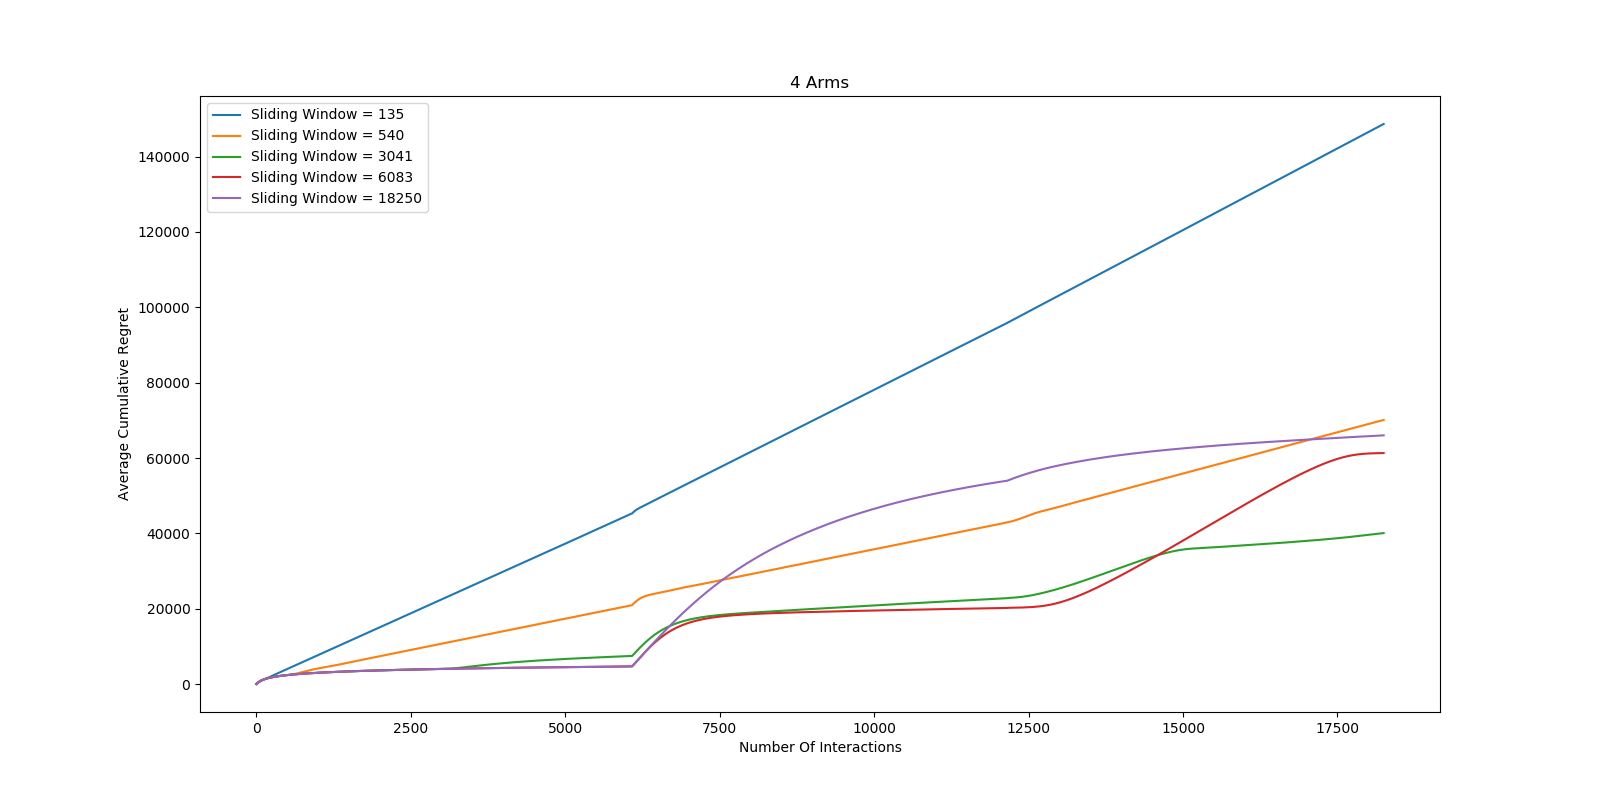 4 Arms
Sliding Window = 135
Sliding Window = 540
Sliding Window = 3041
Sliding Window = 6083
Sliding Window = 18250
Average Cumulative Regret
140000
120000
100000
80000
60000
40000
20000
0
0 2500 5000 7500 10000 12500 15000 17500
Number Of Interactions